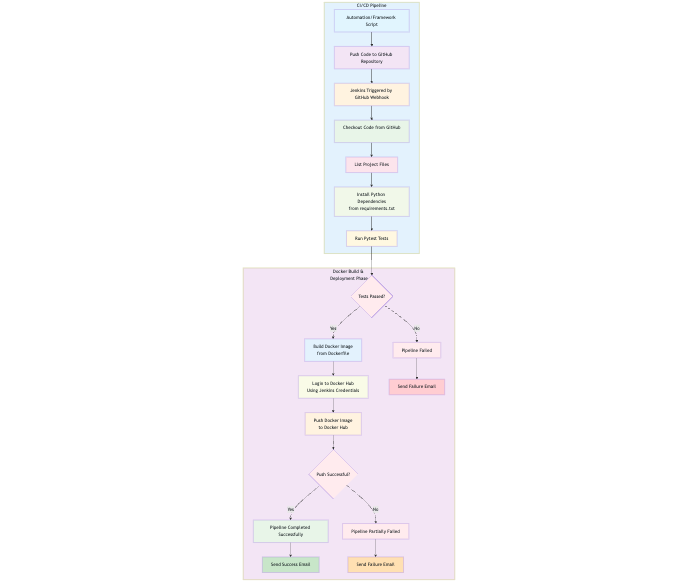 CI/CD Pipeline
Automation/Framework
Script
Push Code to GitHub
Repository
Jenkins Triggered by
GitHub Webhook
Checkout Code from GitHub
List Project Files
Install Python
Dependencies
from requirements.txt
Run Pytest Tests
Docker Build &
Deployment Phase
Tests Passed?
Yes
No
Build Docker Image
from Dockerfile
Pipeline Failed
Login to Docker Hub
Using Jenkins Credentials
Send Failure Email
Push Docker Image
to Docker Hub
Push Successful?
Yes
No
Pipeline Completed
Successfully
Pipeline Partially Failed
Send Success Email
Send Failure Email